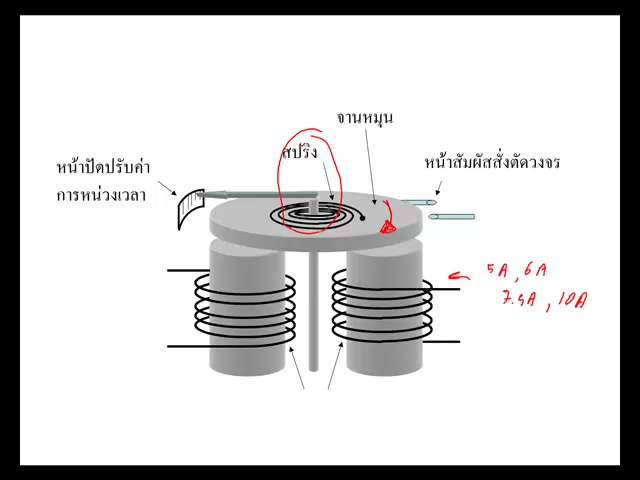 จานหมุน
สปริง
หน้าปัดปรับค่า
การหน่วงเวลา
หน้าสัมผัสสั่งตัดวงจร
5A, 6A
7.5A, 10A